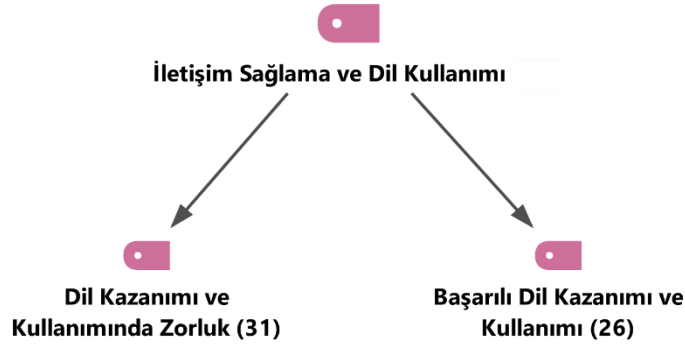 İletişim Sağlama ve Dil Kullanımı
Dil Kazanımı ve
Kullanımında Zorluk (31)
Başarılı Dil Kazanımı ve
Kullanımı (26)